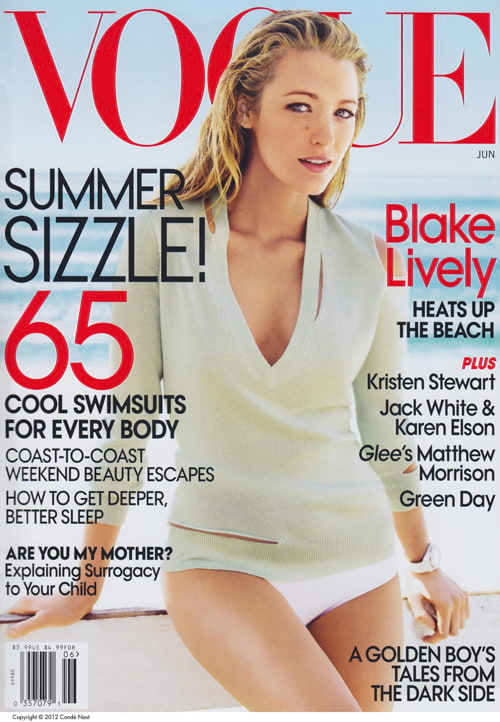 VOGUE
JUN
SUMMER
SIZZLE!
65
COOL SWIMSUITS
FOR EVERY BODY
COAST-TO-COAST
WEEKEND BEAUTY ESCAPES
HOW TO GET DEEPER,
BETTER SLEEP
ARE YOU MY MOTHER?
Explaining Surrogacy
to Your Child
Blake
Lively
HEATS UP
THE BEACH
PLUS
Kristen Stewart
Jack White &
Karen Elson
Glee's Matthew
Morrison
Green Day
A GOLDEN BOY'S
TALES FROM
THE DARK SIDE
$3.99US $4.99FOR
06>
0 357079 1
Copyright © 2012 Condé Nast